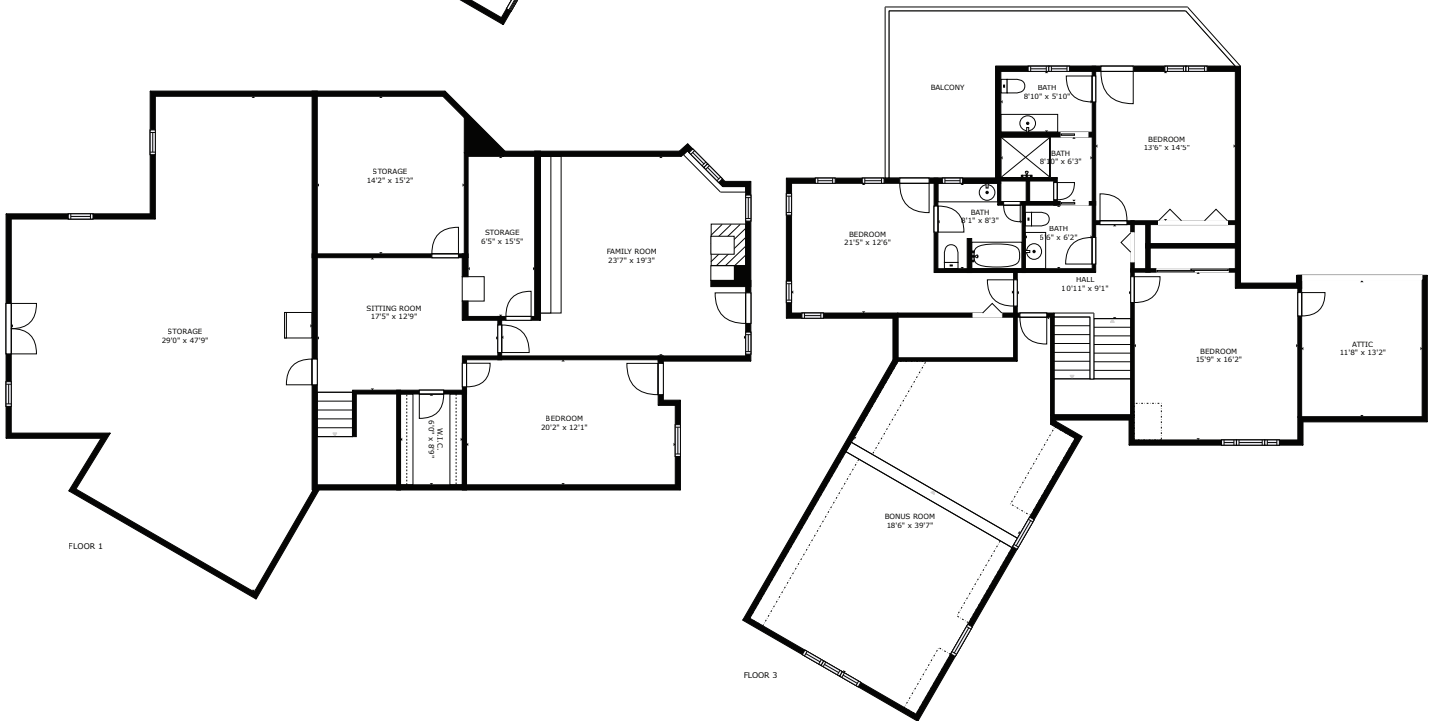 STORAGE
14'2" x 15'2"
STORAGE
6'5" x 15'5"
FAMILY ROOM
23'7" x 19'3"
SITTING ROOM
17'5" x 12'9"
STORAGE
29'0" x 47'9"
BEDROOM
20'2" x 12'1"
W.I.C.
6'0" x 8'9"
FLOOR 1
BALCONY
BATH
8'10" x 5'10"
BEDROOM
13'6" x 14'5"
BATH
8'10" x 6'3"
BATH
8'1" x 8'3"
BATH
5'6" x 6'2"
BEDROOM
21'5" x 12'6"
HALL
10'11" x 9'1"
BEDROOM
15'9" x 16'2"
ATTIC
11'8" x 13'2"
BONUS ROOM
18'6" x 39'7"
FLOOR 3